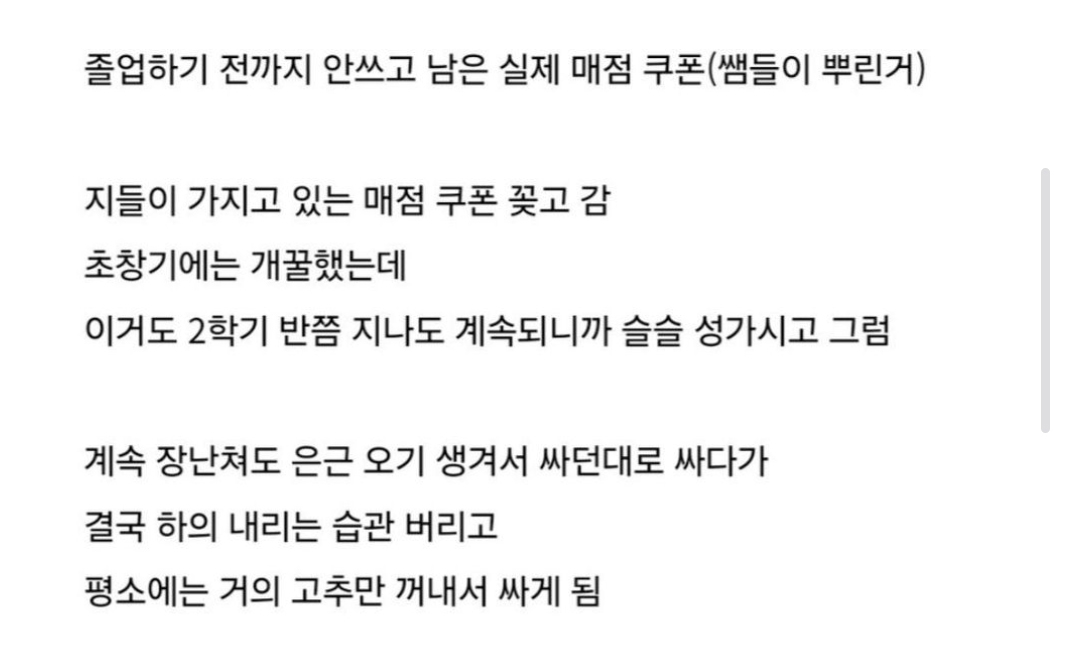 졸업하기 전까지 안쓰고 남은 실제 매점 쿠폰(쌤들이 뿌린거)
지들이 가지고 있는 매점 쿠폰 꽂고 감
초창기에는 개꿀했는데
이거도 2학기 반쯤 지나도 계속되니까 슬슬 성가시고 그럼
계속 장난쳐도 은근 오기 생겨서 싸던대로 싸다가
결국 하의 내리는 습관 버리고
평소에는 거의 고추만 꺼내서 싸게 됨